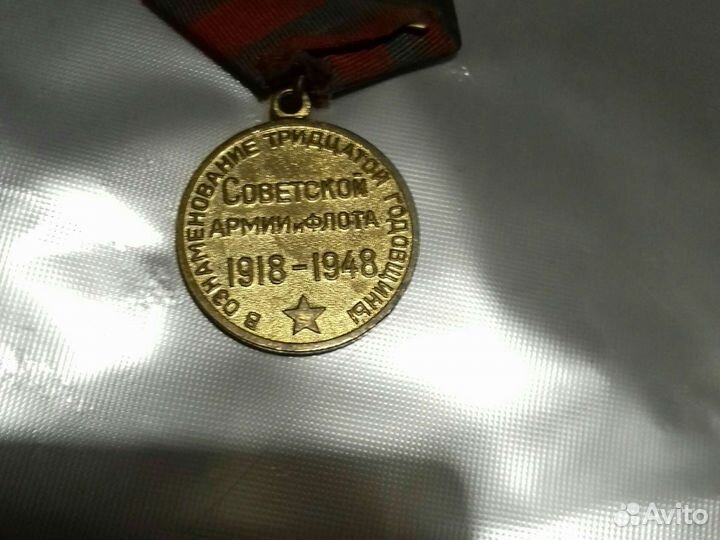 В ОЗНАМЕНОВАНИЕ ТРИДЦАТОЙ ГОДОВЩИНЫ
СОВЕТСКОЙ
АРМИИ и ФЛОТА
1918-1948
Avito